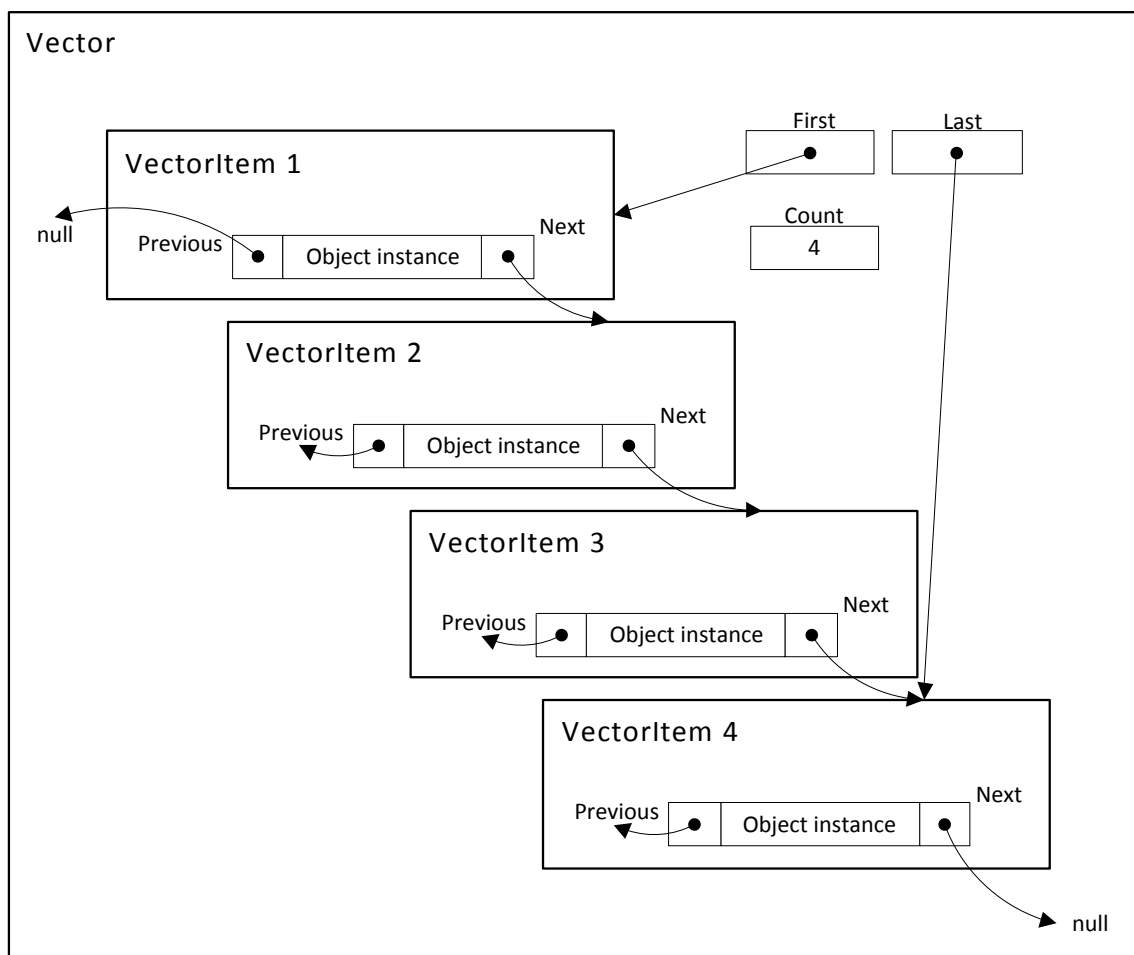 Vector
First
Last
VectorItem 1
Count
4
Next
null
Previous
Object instance
VectorItem 2
Next
Previous
Object instance
VectorItem 3
Next
Previous
Object instance
VectorItem 4
Next
Previous
Object instance
null